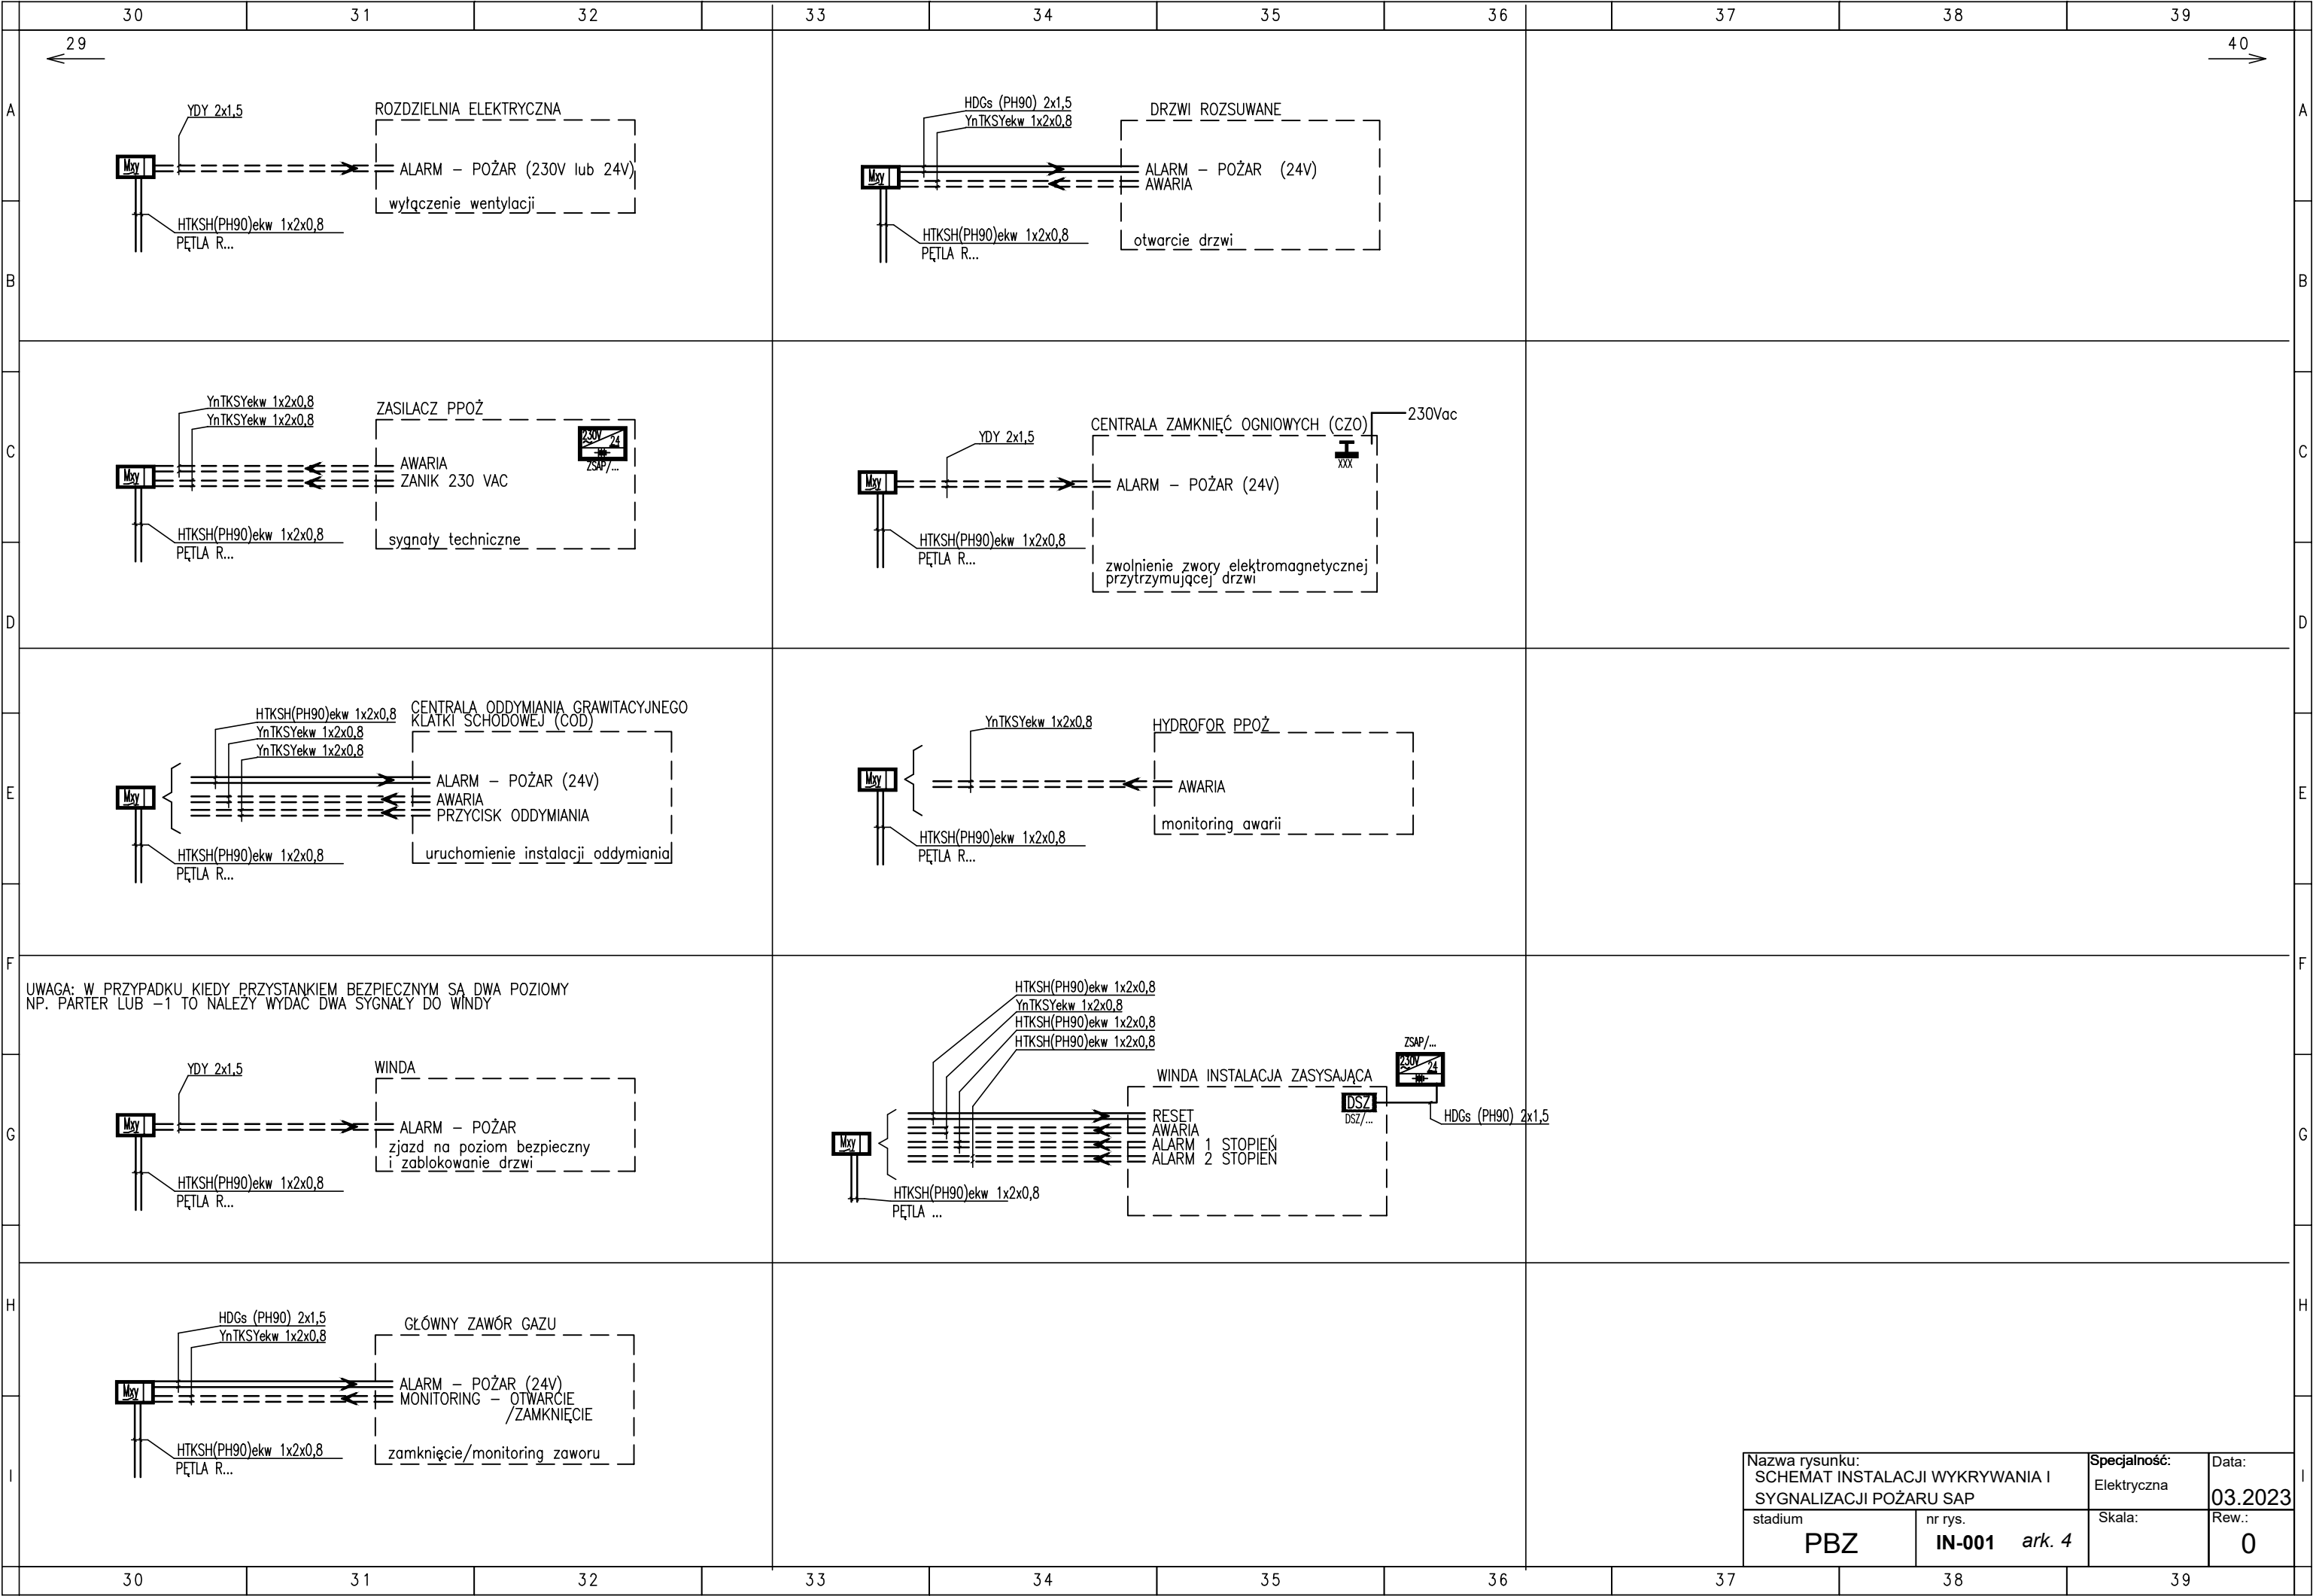 30 31 32 33 34 35 36 37 38 39
29
40
A
A
YDY 2x1,5
ROZDZIELNIA ELEKTRYCZNA
Mxy
ALARM – POŻAR (230V lub 24V)
wyłączenie wentylacji
HTKSH(PH90)ekw 1x2x0,8
PĘTLA R...
HDGs (PH90) 2x1,5
YnTKSYekw 1x2x0,8
DRZWI ROZSUWANE
Mxy
ALARM – POŻAR (24V)
AWARIA
HTKSH(PH90)ekw 1x2x0,8
PĘTLA R...
otwarcie drzwi
B
B
YnTKSYekw 1x2x0,8
YnTKSYekw 1x2x0,8
ZASILACZ PPOŻ
230V
24
ZSAP/...
Mxy
AWARIA
ZANIK 230 VAC
HTKSH(PH90)ekw 1x2x0,8
PĘTLA R...
sygnały techniczne
C
C
YDY 2x1,5
CENTRALA ZAMKNIĘĆ OGNIOWYCH (CZO)
230Vac
XXX
Mxy
ALARM – POŻAR (24V)
HTKSH(PH90)ekw 1x2x0,8
PĘTLA R...
zwolnienie zwory elektromagnetycznej
przytrzymującej drzwi
D
D
HTKSH(PH90)ekw 1x2x0,8
YnTKSYekw 1x2x0,8
YnTKSYekw 1x2x0,8
CENTRALA ODDYMIANIA GRAWITACYJNEGO
KLATKI SCHODOWEJ (COD)
Mxy
ALARM – POŻAR (24V)
AWARIA
PRZYCISK ODDYMIANIA
HTKSH(PH90)ekw 1x2x0,8
PĘTLA R...
uruchomienie instalacji oddymiania
E
E
YnTKSYekw 1x2x0,8
HYDROFOR PPOŻ
Mxy
AWARIA
monitoring awarii
HTKSH(PH90)ekw 1x2x0,8
PĘTLA R...
F
F
UWAGA: W PRZYPADKU KIEDY PRZYSTANKIEM BEZPIECZNYM SĄ DWA POZIOMY
NP. PARTER LUB –1 TO NALEŻY WYDAĆ DWA SYGNAŁY DO WINDY
YDY 2x1,5
WINDA
Mxy
ALARM – POŻAR
zjazd na poziom bezpieczny
i zablokowanie drzwi
HTKSH(PH90)ekw 1x2x0,8
PĘTLA R...
G
G
HTKSH(PH90)ekw 1x2x0,8
YnTKSYekw 1x2x0,8
HTKSH(PH90)ekw 1x2x0,8
HTKSH(PH90)ekw 1x2x0,8
WINDA INSTALACJA ZASYSAJĄCA
ZSAP/...
230V
24
DSZ
DSZ/...
HDGs (PH90) 2x1,5
Mxy
RESET
AWARIA
ALARM 1 STOPIEŃ
ALARM 2 STOPIEŃ
HTKSH(PH90)ekw 1x2x0,8
PĘTLA ...
H
H
HDGs (PH90) 2x1,5
YnTKSYekw 1x2x0,8
GŁÓWNY ZAWÓR GAZU
Mxy
ALARM – POŻAR (24V)
MONITORING – OTWARCIE
/ZAMKNIĘCIE
HTKSH(PH90)ekw 1x2x0,8
PĘTLA R...
zamknięcie/monitoring zaworu
I
I
Nazwa rysunku:
SCHEMAT INSTALACJI WYKRYWANIA I
SYGNALIZACJI POŻARU SAP
Specjalność:
Elektryczna
Data:
03.2023
stadium
PBZ
nr rys.
IN-001 ark. 4
Skala:
Rew.:
0
30 31 32 33 34 35 36 37 38 39